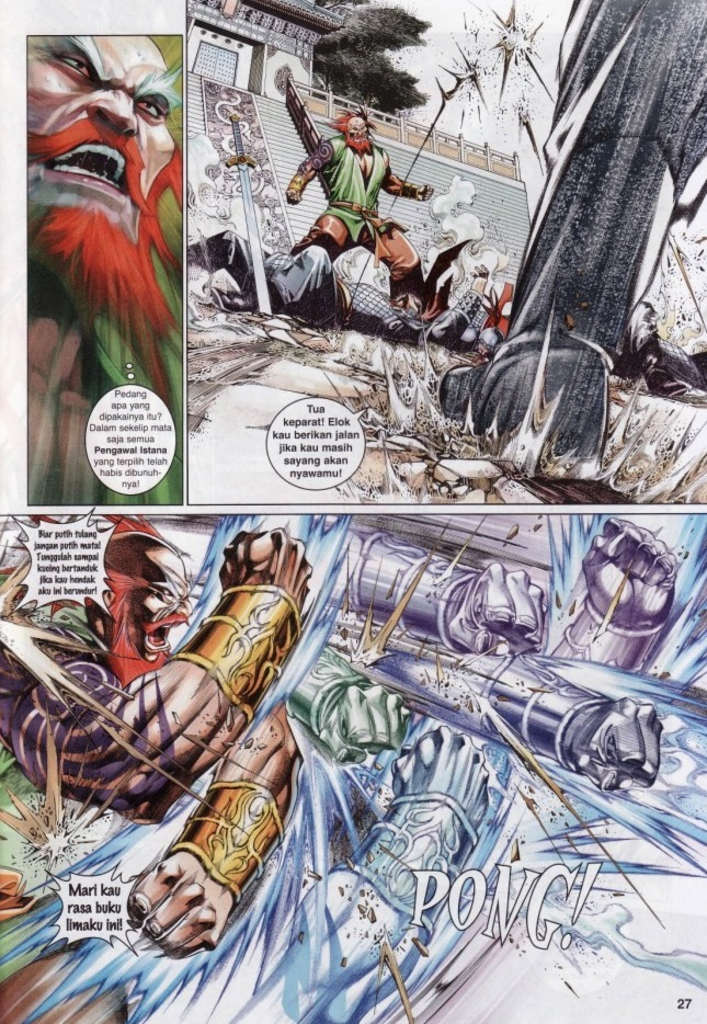 Pedang
apa yang
dipakainya itu?
Dalam sekelip mata
saja semua
Pengawal Istana
yang terpilih telah
habis dibunuh-
nya!
Tua
keparat! Elok
kau berikan jalan
jika kau masih
sayang akan
nyawamu!
Biar putih tulang
jangan putih mata!
Tunggulah sampai
kucing bertanduk
jika kau hendak
aku ini berundur!
Mari kau
rasa buku
limaku ini!
PONG!
27